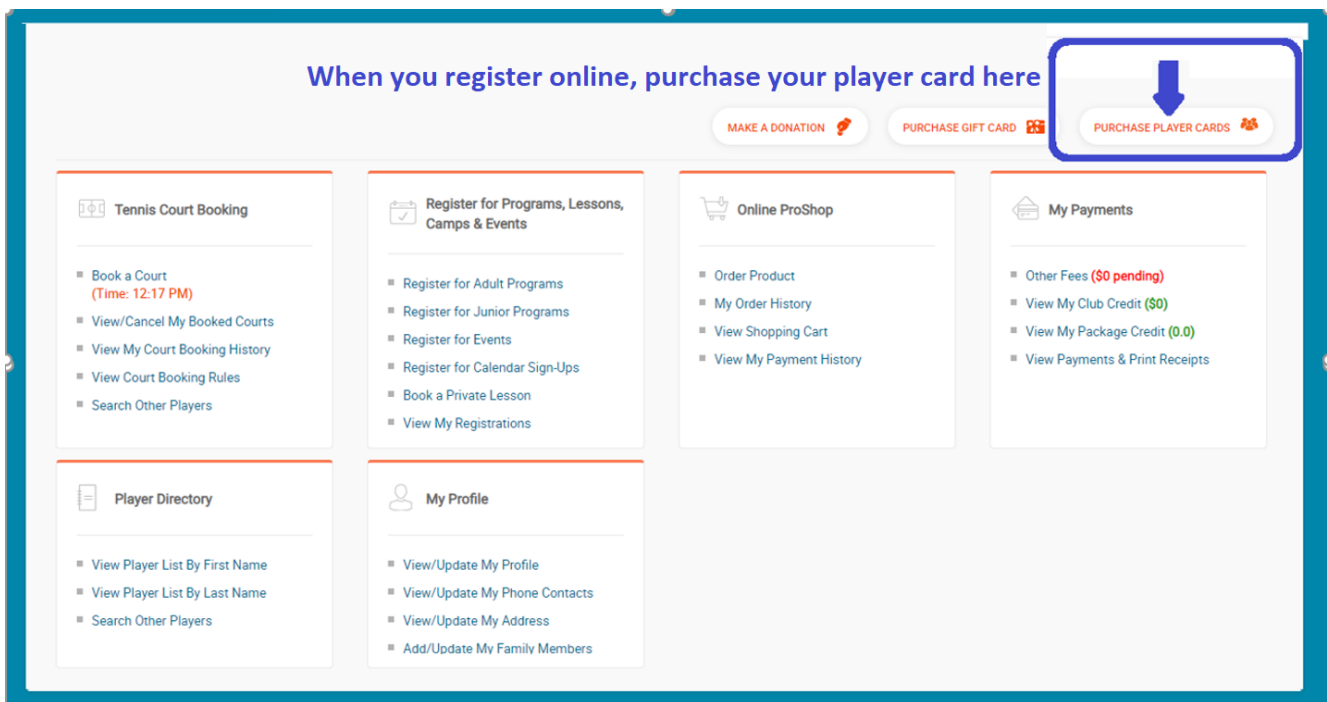 When you register online, purchase your player card here
MAKE A DONATION
PURCHASE GIFT CARD
PURCHASE PLAYER CARDS
Tennis Court Booking
Book a Court
(Time: 12:17 PM)
View/Cancel My Booked Courts
View My Court Booking History
View Court Booking Rules
Search Other Players
Register for Programs, Lessons,
Camps & Events
Register for Adult Programs
Register for Junior Programs
Register for Events
Register for Calendar Sign-Ups
Book a Private Lesson
View My Registrations
Online ProShop
Order Product
My Order History
View Shopping Cart
View My Payment History
My Payments
Other Fees ($0 pending)
View My Club Credit ($0)
View My Package Credit (0.0)
View Payments & Print Receipts
Player Directory
View Player List By First Name
View Player List By Last Name
Search Other Players
My Profile
View/Update My Profile
View/Update My Phone Contacts
View/Update My Address
Add/Update My Family Members